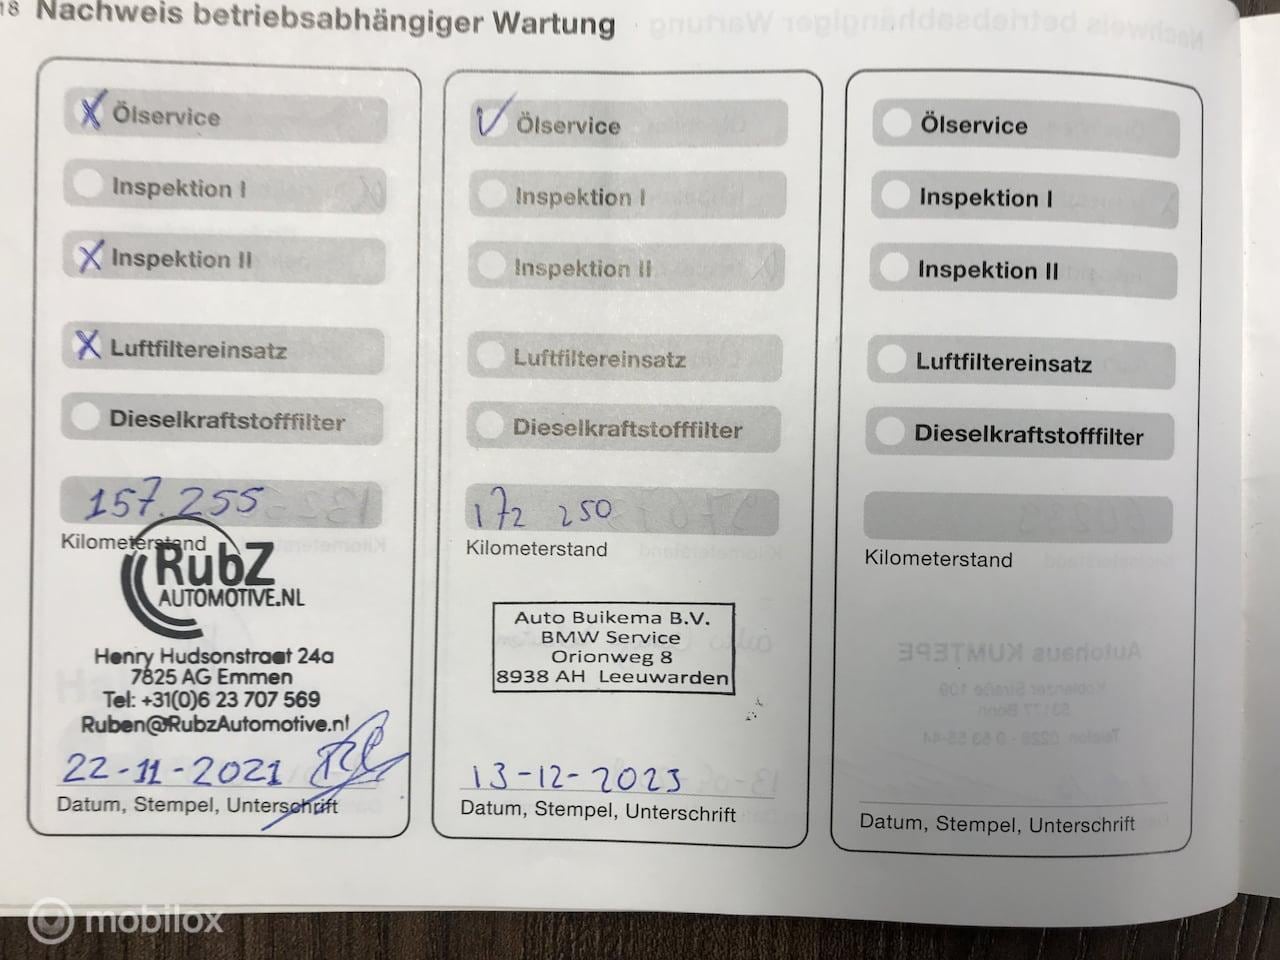 18 Nachweis betriebsabhängiger Wartung
X Ölservice
Inspektion I
X Inspektion II
X Luftfiltereinsatz
Dieselkraftstofffilter
157.255
Kilometerstand
RubZ
AUTOMOTIVE.NL
Henry Hudsonstraat 24a
7825 AG Emmen
Tel: +31(0)6 23 707 569
Ruben@RubzAutomotive.nl
22-11-2021
Datum, Stempel, Unterschrift
Ölservice
Inspektion I
Inspektion II
Luftfiltereinsatz
Dieselkraftstofffilter
172 250
Kilometerstand
Auto Buikema B.V.
BMW Service
Orionweg 8
8938 AH Leeuwarden
13-12-2023
Datum, Stempel, Unterschrift
Ölservice
Inspektion I
Inspektion II
Luftfiltereinsatz
Dieselkraftstofffilter
Kilometerstand
Datum, Stempel, Unterschrift
mobilox